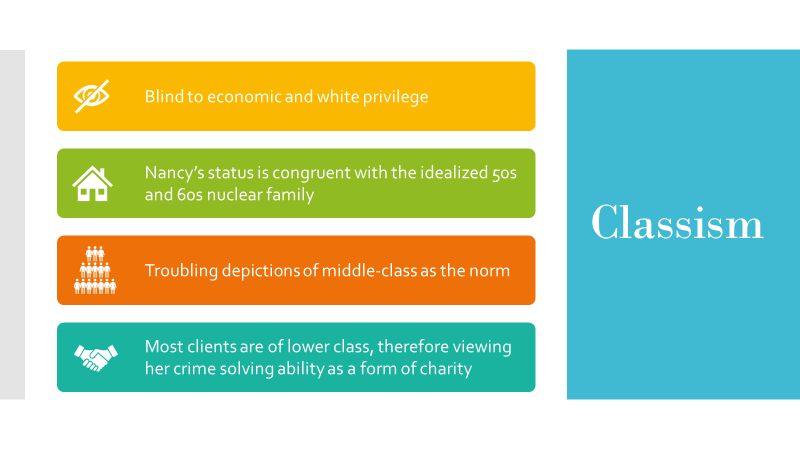 Blind to economic and white privilege
Nancy's status is congruent with the idealized 50s
and 60s nuclear family
Troubling depictions of middle-class as the norm
Most clients are of lower class, therefore viewing
her crime solving ability as a form of charity
Classism